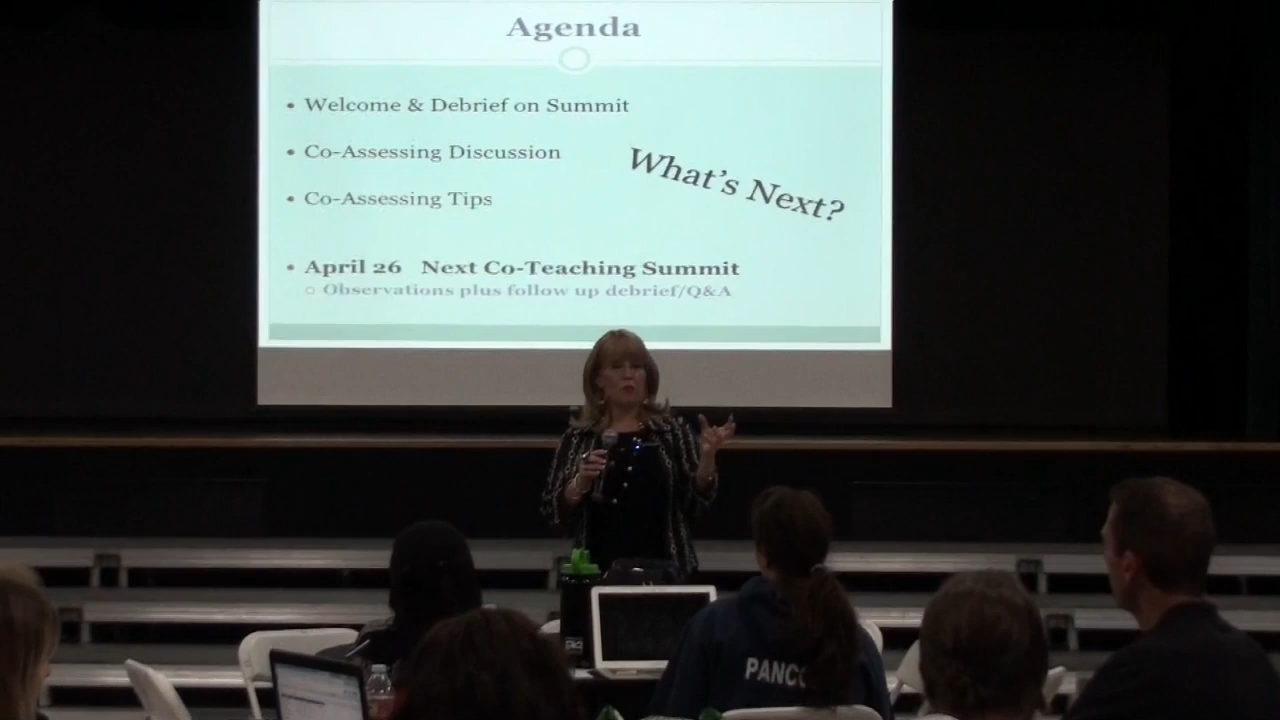 Agenda
• Welcome & Debrief on Summit
• Co-Assessing Discussion
• Co-Assessing Tips
What's Next?
• April 26 Next Co-Teaching Summit
○ Observations plus follow up debrief/Q&A